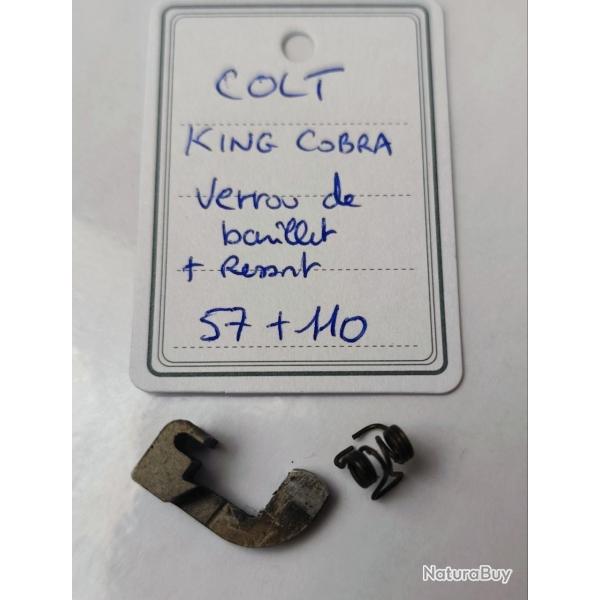 COLT
KING COBRA
Verrou de
barillet
+ Ressort
57 + 110
NaturaBuy